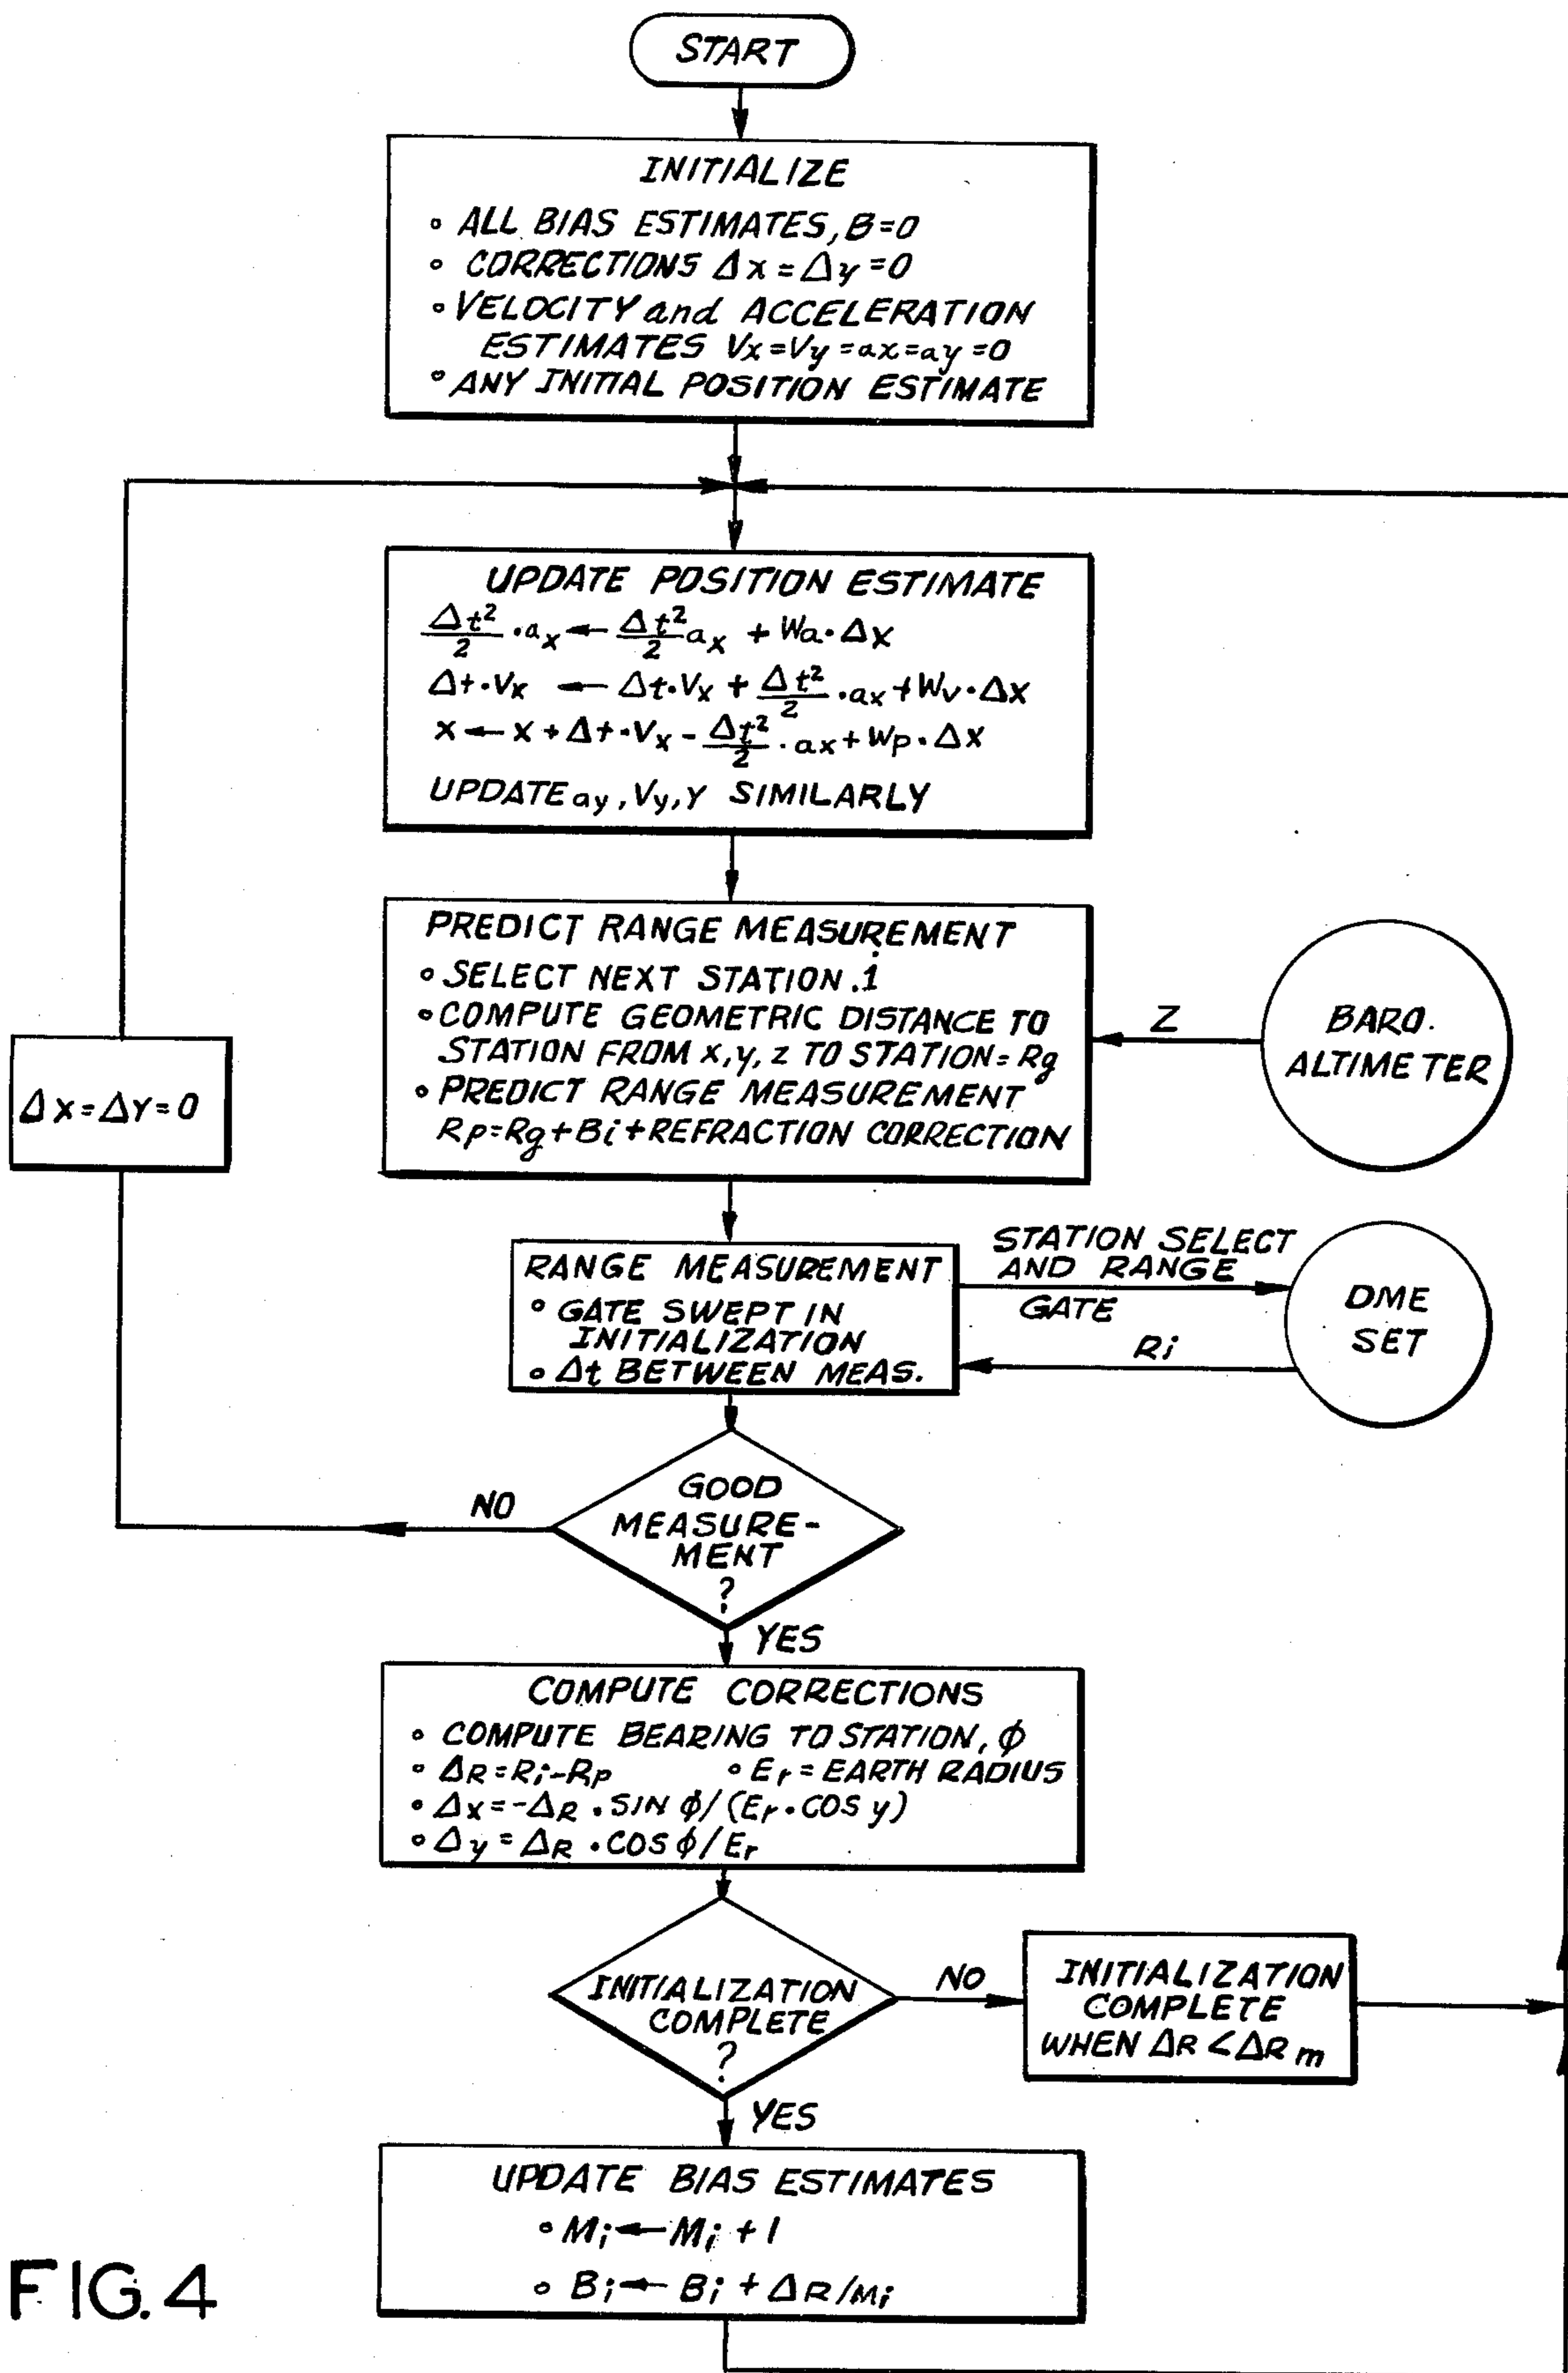 START
INITIALIZE
◦ ALL BIAS ESTIMATES, B=0
◦ CORRECTIONS Δx = Δy = 0
◦ VELOCITY and ACCELERATION
ESTIMATES Vx = Vy = ax = ay = 0
◦ ANY INITIAL POSITION ESTIMATE
UPDATE POSITION ESTIMATE
Δt²/2 · ax ← Δt²/2 ax + Wa · Δx
Δt · Vx ← Δt · Vx + Δt²/2 · ax + Wv · Δx
x ← x + Δt · Vx - Δt²/2 · ax + Wp · Δx
UPDATE ay, Vy, Y SIMILARLY
PREDICT RANGE MEASUREMENT
◦ SELECT NEXT STATION.i
◦ COMPUTE GEOMETRIC DISTANCE TO
STATION FROM x, y, z TO STATION = Rg
◦ PREDICT RANGE MEASUREMENT
Rp = Rg + Bi + REFRACTION CORRECTION
Z
BARO.
ALTIMETER
ΔX = ΔY = 0
RANGE MEASUREMENT
◦ GATE SWEPT IN
INITIALIZATION
◦ Δt BETWEEN MEAS.
STATION SELECT
AND RANGE
GATE
Ri
DME
SET
GOOD
MEASURE-
MENT
?
NO
YES
COMPUTE CORRECTIONS
◦ COMPUTE BEARING TO STATION, φ
◦ ΔR = Ri - Rp ◦ Er = EARTH RADIUS
◦ Δx = -ΔR · SIN φ / (Er · COS y)
◦ Δy = ΔR · COS φ / Er
INITIALIZATION
COMPLETE
?
NO
INITIALIZATION
COMPLETE
WHEN ΔR < ΔRm
YES
UPDATE BIAS ESTIMATES
◦ Mi ← Mi + 1
◦ Bi ← Bi + ΔR/Mi
FIG. 4